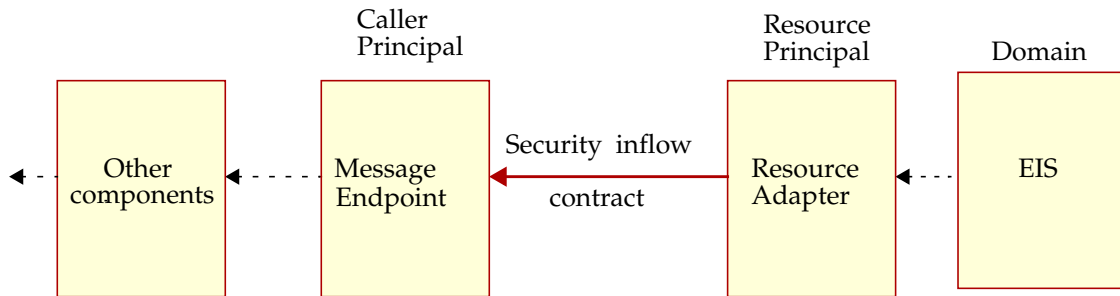 Caller
Principal
Resource
Principal
Domain
Other
components
Message
Endpoint
Security inflow
contract
Resource
Adapter
EIS